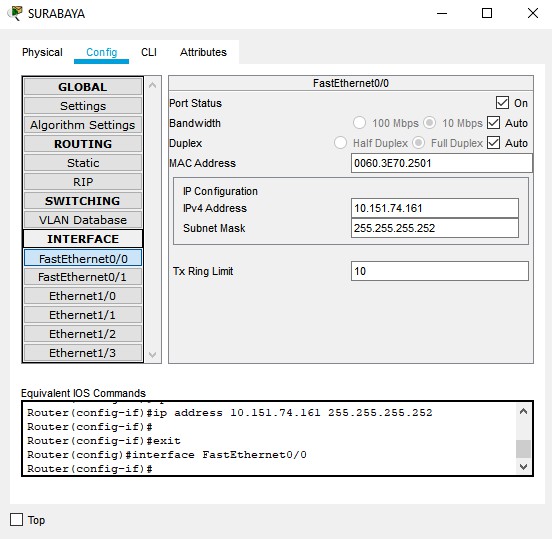 SURABAYA
Physical Config CLI Attributes
GLOBAL
Settings
Algorithm Settings
ROUTING
Static
RIP
SWITCHING
VLAN Database
INTERFACE
FastEthernet0/0
FastEthernet0/1
Ethernet1/0
Ethernet1/1
Ethernet1/2
Ethernet1/3
FastEthernet0/0
Port Status On
Bandwidth 100 Mbps 10 Mbps Auto
Duplex Half Duplex Full Duplex Auto
MAC Address 0060.3E70.2501
IP Configuration
IPv4 Address 10.151.74.161
Subnet Mask 255.255.255.252
Tx Ring Limit 10
Equivalent IOS Commands
Router(config-if)#ip address 10.151.74.161 255.255.255.252
Router(config-if)#
Router(config-if)#exit
Router(config)#interface FastEthernet0/0
Router(config-if)#
Top